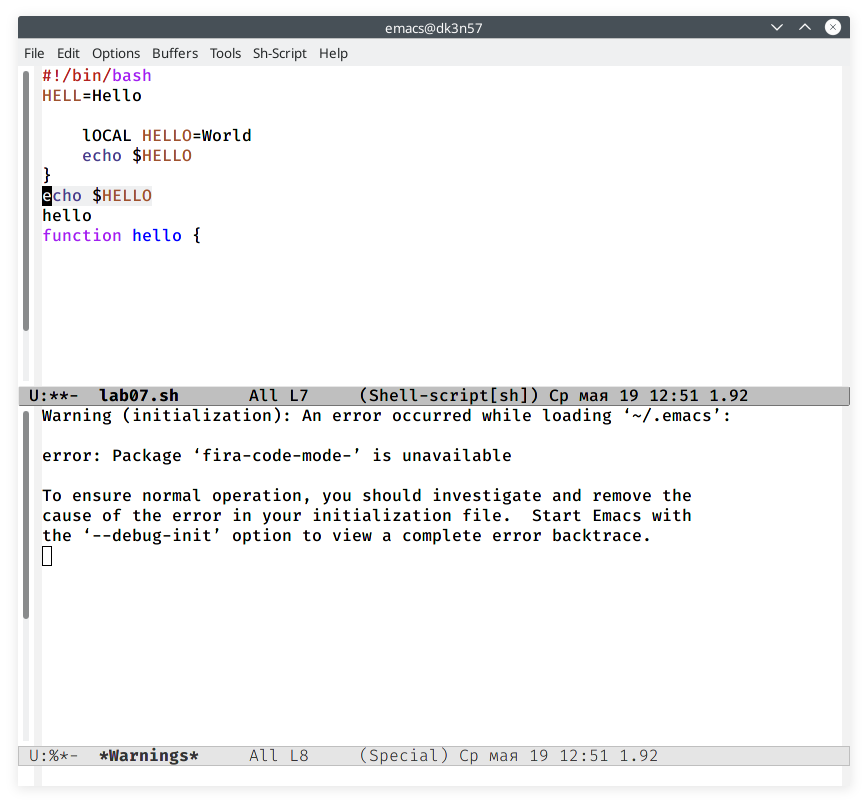 emacs@dk3n57
File Edit Options Buffers Tools Sh-Script Help
#!/bin/bash
HELL=Hello
lOCAL HELLO=World
echo $HELLO
}
echo $HELLO
hello
function hello {
U:**- lab07.sh All L7 (Shell-script[sh]) Ср мая 19 12:51 1.92
Warning (initialization): An error occurred while loading ‘~/.emacs’:
error: Package ‘fira-code-mode-’ is unavailable
To ensure normal operation, you should investigate and remove the
cause of the error in your initialization file. Start Emacs with
the ‘--debug-init’ option to view a complete error backtrace.
U:%*- *Warnings* All L8 (Special) Ср мая 19 12:51 1.92